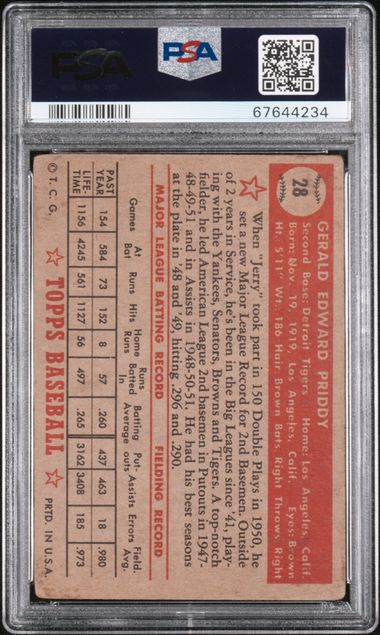 PSA
PSA
67644234
28
GERALD EDWARD PRIDDY
Second Base: Detroit Tigers Home: Los Angeles, Calif.
Born: Nov. 19, 1919, Los Angeles, Calif. Eyes: Brown
Ht.: 5'11" Wt.: 186 Hair: Brown Bats: Right Throws: Right
When "Jerry" took part in 150 Double Plays in 1950, he
set a new Major League Record for 2nd Basemen. Outside
of 2 years in Service, he's been in the Big Leagues since '41, play-
ing with the Yankees, Senators, Browns and Tigers. A top-notch
fielder, he led American League 2nd basemen in Putouts in 1947-
48-49-51 and in Assists in 1948-50-51. He had his best seasons
at the plate in '48 and '49, hitting .296 and .290.
MAJOR LEAGUE BATTING RECORD FIELDING RECORD
Games At Bat Runs Hits Home Runs Runs Batted In Batting Average Put-outs Assists Errors Field. Avg.
PAST YEAR 154 584 73 152 8 57 .260 437 463 18 .980
LIFE-TIME 1156 4265 561 1127 56 497 .265 3162 3408 185 .973
© T.C.G. TOPPS BASEBALL PRTD. IN U.S.A.